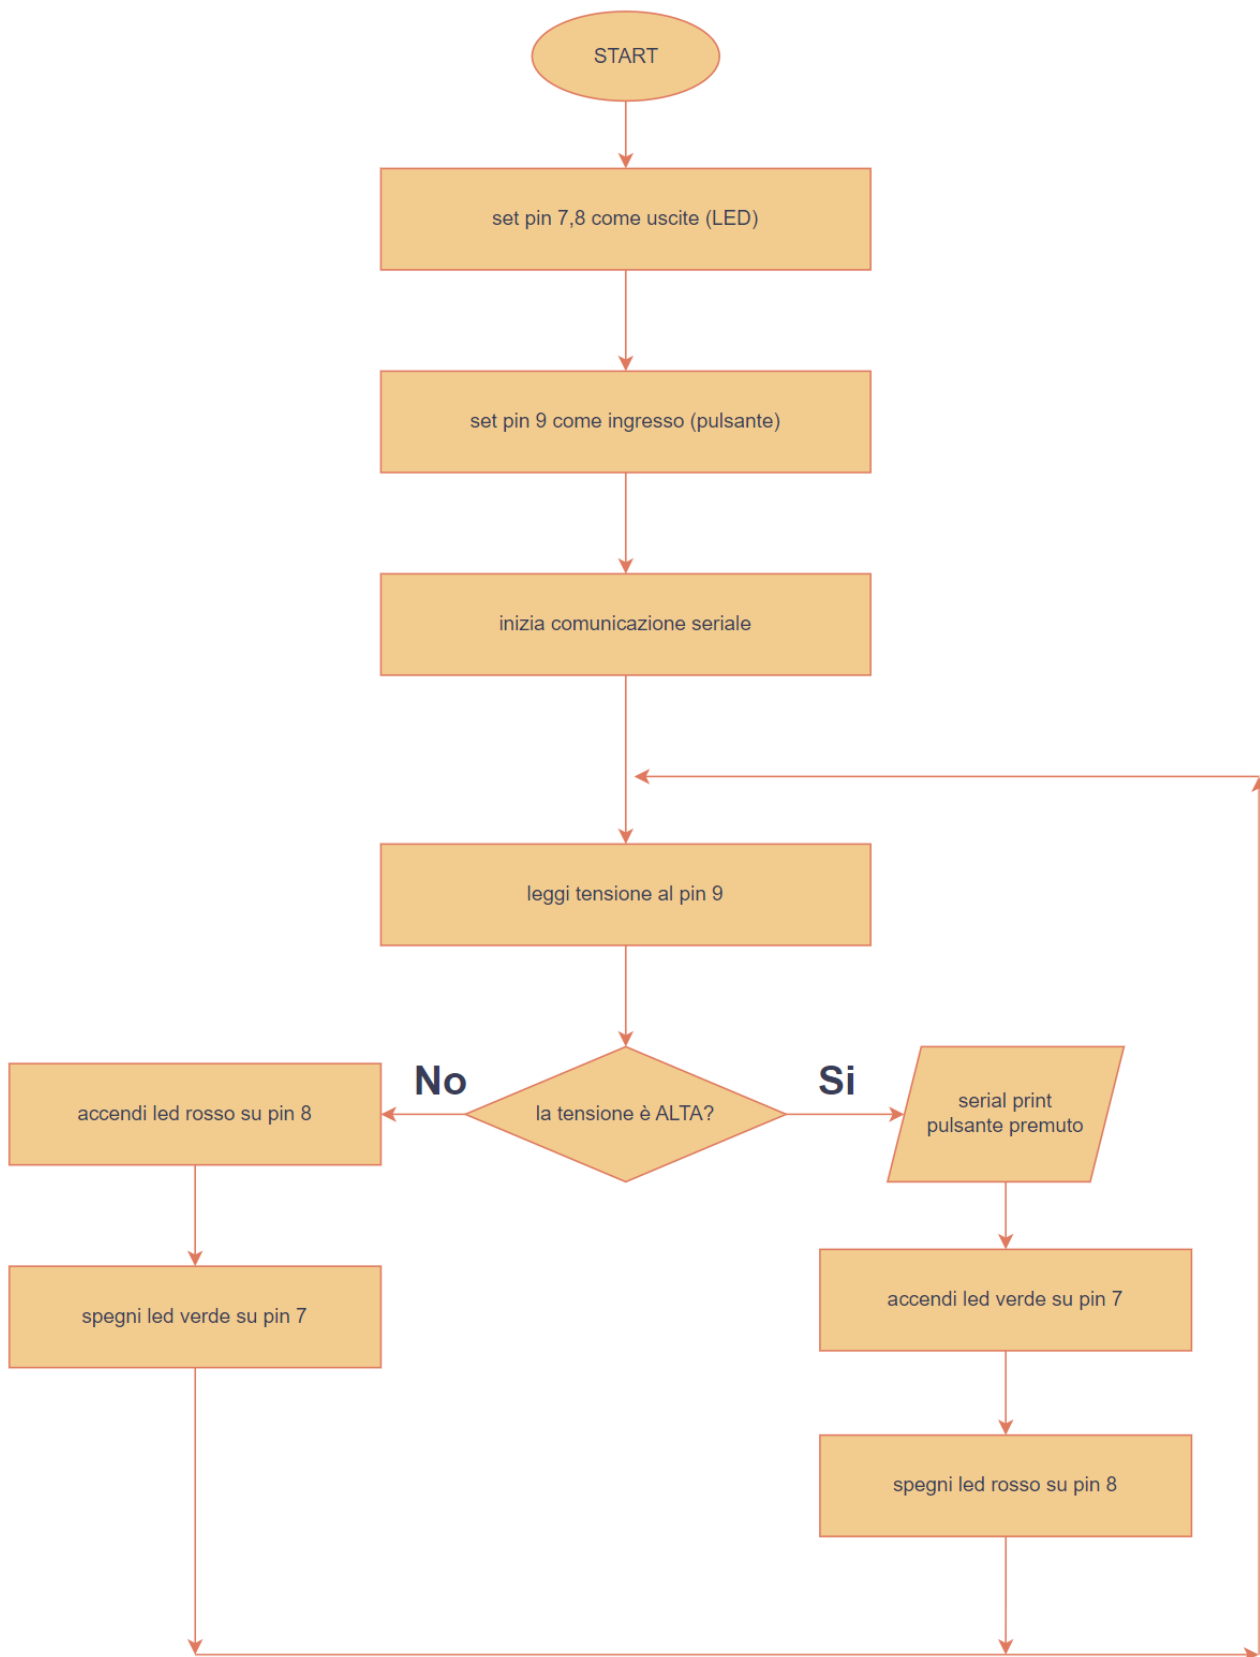 START
set pin 7,8 come uscite (LED)
set pin 9 come ingresso (pulsante)
inizia comunicazione seriale
leggi tensione al pin 9
No
Si
accendi led rosso su pin 8
la tensione è ALTA?
serial print
pulsante premuto
spegni led verde su pin 7
accendi led verde su pin 7
spegni led rosso su pin 8